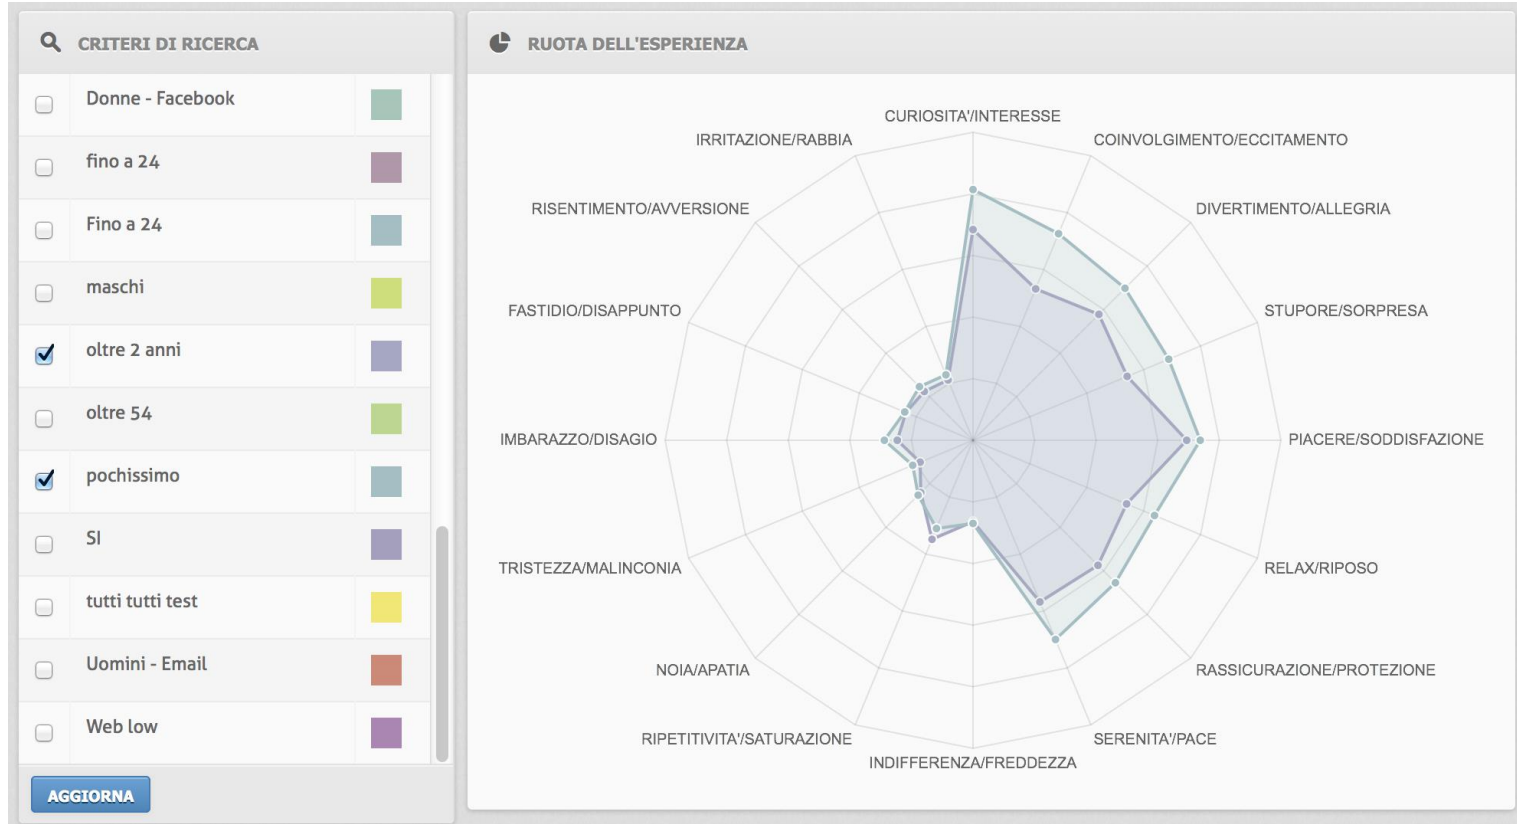 CRITERI DI RICERCA
Donne - Facebook
fino a 24
Fino a 24
maschi
oltre 2 anni
oltre 54
pochissimo
SI
tutti tutti test
Uomini - Email
Web low
AGGIORNA
RUOTA DELL'ESPERIENZA
CURIOSITA'/INTERESSE
COINVOLGIMENTO/ECCITAMENTO
DIVERTIMENTO/ALLEGRIA
STUPORE/SORPRESA
PIACERE/SODDISFAZIONE
RELAX/RIPOSO
RASSICURAZIONE/PROTEZIONE
SERENITA'/PACE
INDIFFERENZA/FREDDEZZA
RIPETITIVITA'/SATURAZIONE
NOIA/APATIA
TRISTEZZA/MALINCONIA
IMBARAZZO/DISAGIO
FASTIDIO/DISAPPUNTO
RISENTIMENTO/AVVERSIONE
IRRITAZIONE/RABBIA